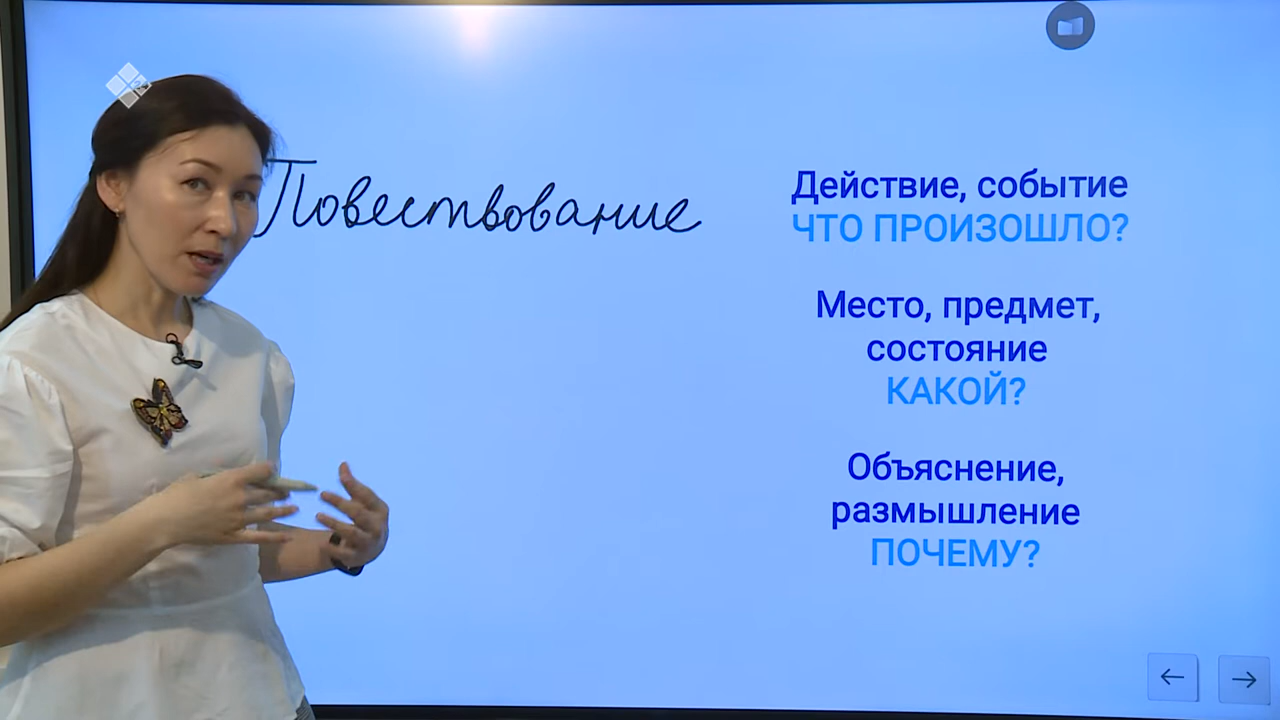 Повествование
Действие, событие
ЧТО ПРОИЗОШЛО?
Место, предмет,
состояние
КАКОЙ?
Объяснение,
размышление
ПОЧЕМУ?